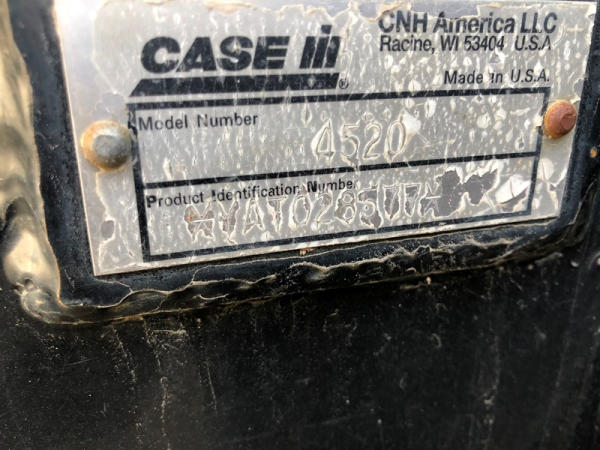 CNH America LLC
CASE IH
Racine, WI 53404 U.S.A
Made in U.S.A.
Model Number
4520
Product Identification Number